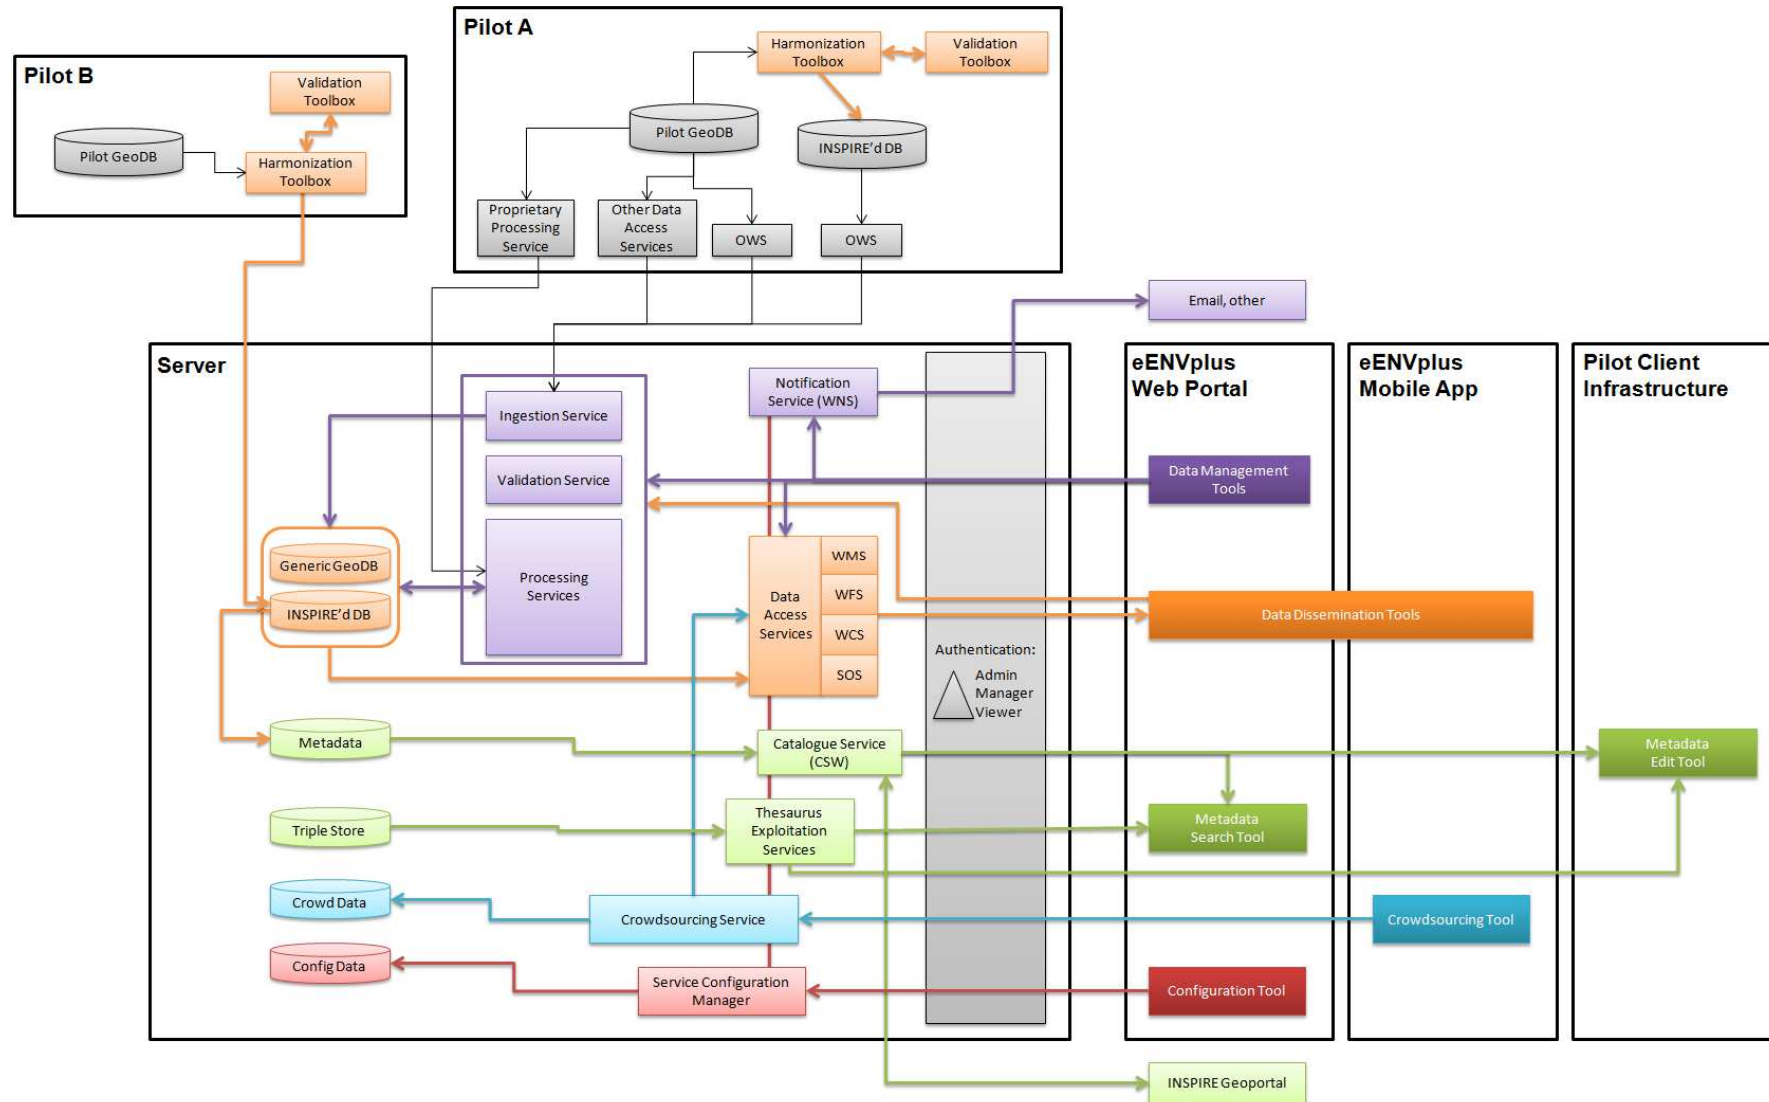 Pilot A
Harmonization
Toolbox
Validation
Toolbox
Pilot GeoDB
INSPIRE'd DB
Proprietary
Processing
Service
Other Data
Access
Services
OWS
OWS
Pilot B
Validation
Toolbox
Pilot GeoDB
Harmonization
Toolbox
Email, other
Server
Ingestion Service
Validation Service
Processing
Services
Notification
Service (WNS)
Generic GeoDB
INSPIRE'd DB
Data
Access
Services
WMS
WFS
WCS
SOS
Authentication:
Admin
Manager
Viewer
Metadata
Catalogue Service
(CSW)
Triple Store
Thesaurus
Exploitation
Services
Crowd Data
Crowdsourcing Service
Config Data
Service Configuration
Manager
eENVplus
Web Portal
Data Management
Tools
Data Dissemination Tools
Metadata
Search Tool
Configuration Tool
eENVplus
Mobile App
Crowdsourcing Tool
Pilot Client
Infrastructure
Metadata
Edit Tool
INSPIRE Geoportal